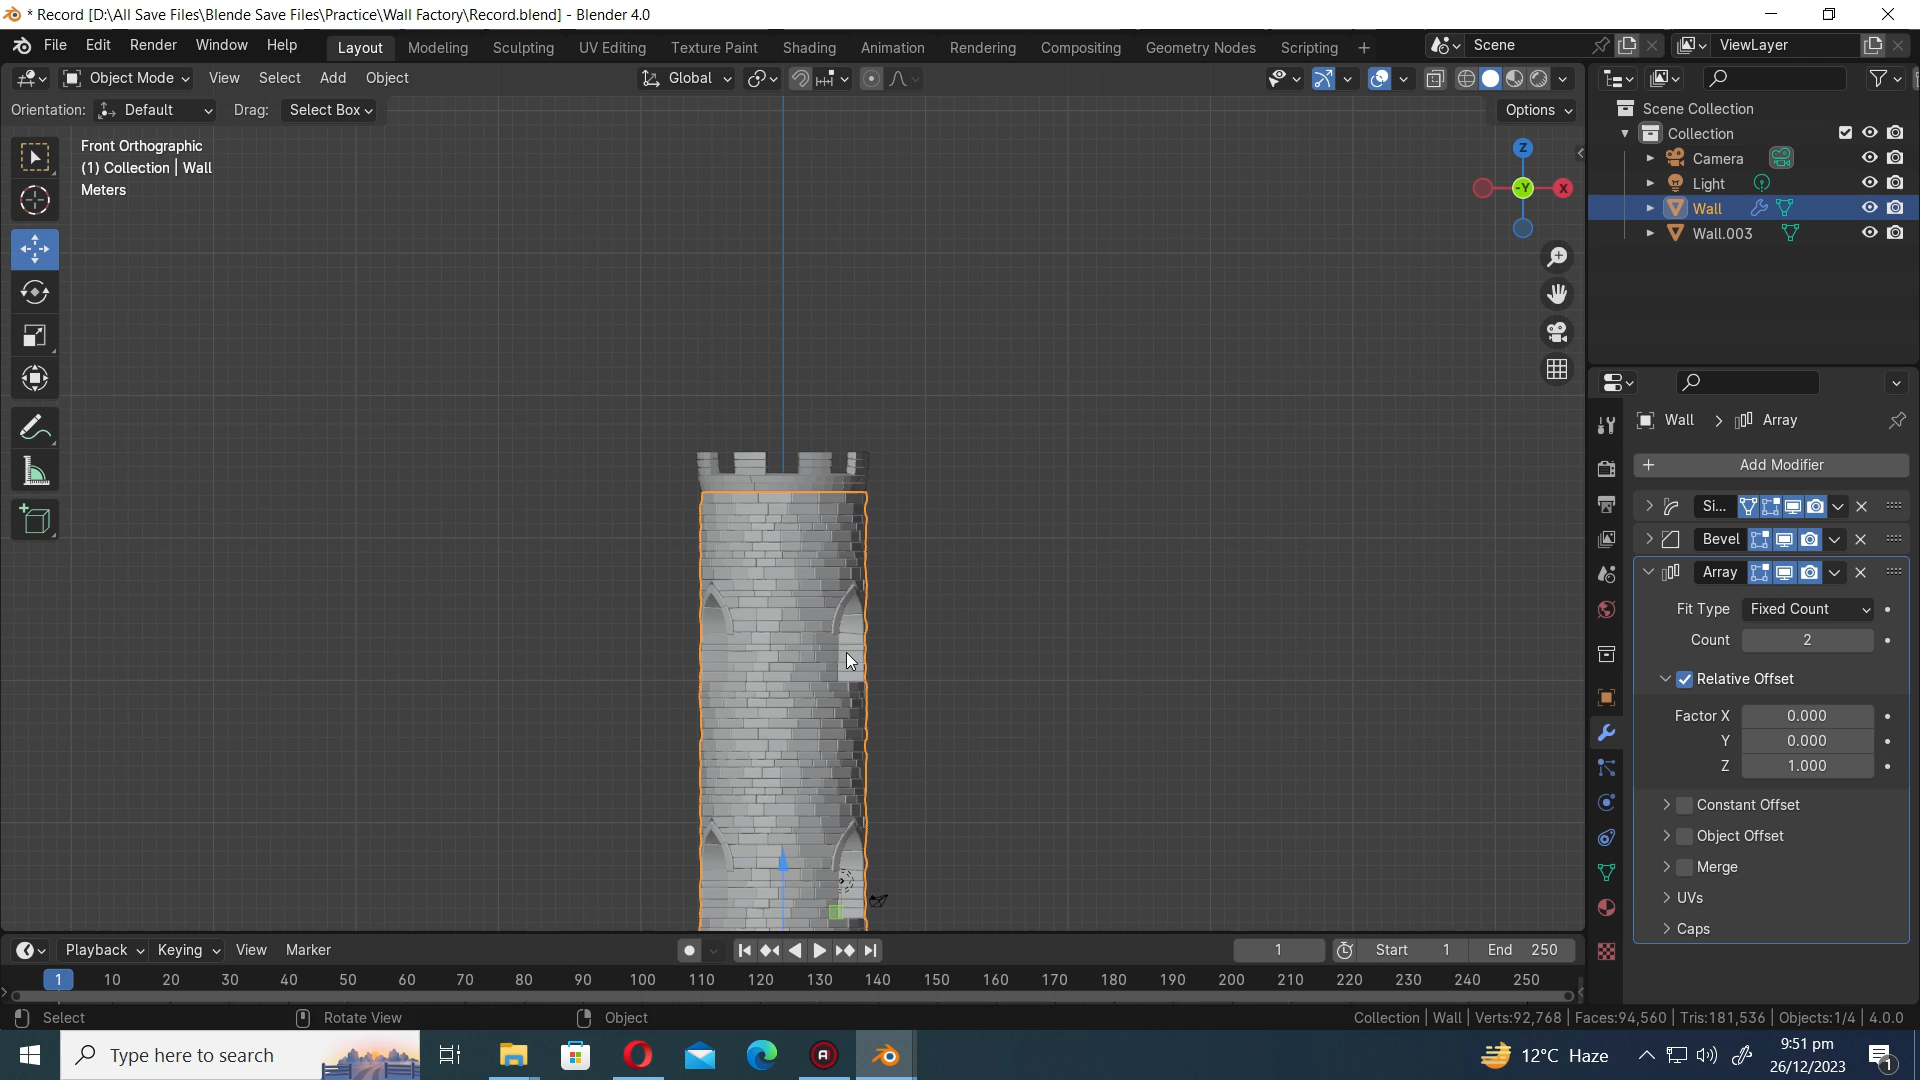 * Record [D:\All Save Files\Blende Save Files\Practice\Wall Factory\Record.blend] - Blender 4.0
File Edit Render Window Help Layout Modeling Sculpting UV Editing Texture Paint Shading Animation Rendering Compositing Geometry Nodes Scripting + Scene ViewLayer
Object Mode View Select Add Object Global
Orientation: Default Drag: Select Box Options
Front Orthographic
(1) Collection | Wall
Meters
Z
-Y
X
Scene Collection
Collection
Camera
Light
Wall
Wall.003
Wall > Array
+ Add Modifier
Si...
Bevel
Array
Fit Type Fixed Count
Count 2
Relative Offset
Factor X 0.000
Y 0.000
Z 1.000
Constant Offset
Object Offset
Merge
UVs
Caps
Playback Keying View Marker 1 Start 1 End 250
1 10 20 30 40 50 60 70 80 90 100 110 120 130 140 150 160 170 180 190 200 210 220 230 240 250
Select Rotate View Object Collection | Wall | Verts:92,768 | Faces:94,560 | Tris:181,536 | Objects:1/4 | 4.0.0
Type here to search 12°C Haze 9:51 pm
26/12/2023
1